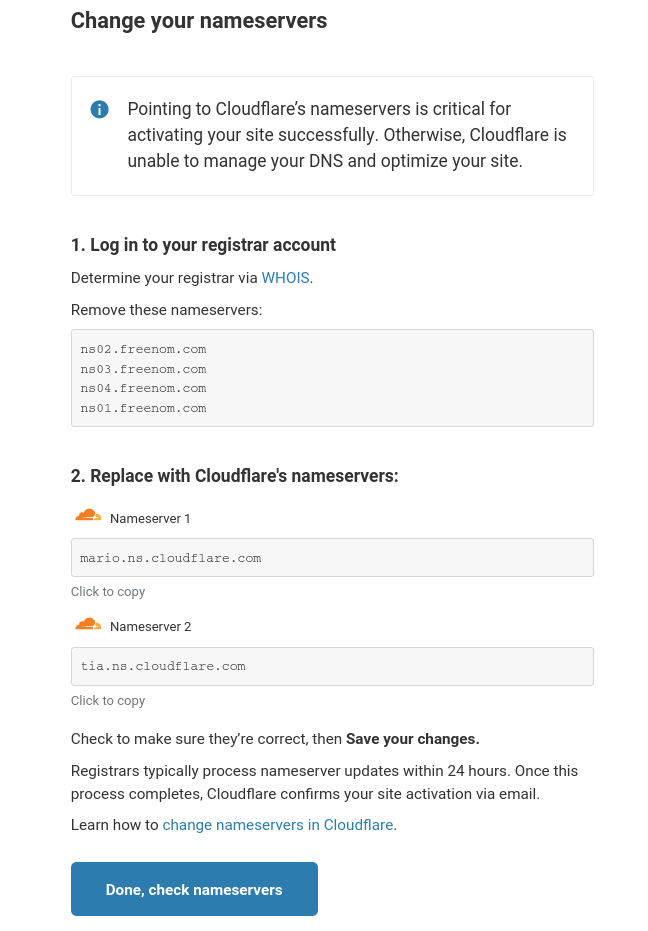 Change your nameservers
Pointing to Cloudflare’s nameservers is critical for
activating your site successfully. Otherwise, Cloudflare is
unable to manage your DNS and optimize your site.
1. Log in to your registrar account
Determine your registrar via WHOIS.
Remove these nameservers:
ns02.freenom.com
ns03.freenom.com
ns04.freenom.com
ns01.freenom.com
2. Replace with Cloudflare's nameservers:
Nameserver 1
mario.ns.cloudflare.com
Click to copy
Nameserver 2
tia.ns.cloudflare.com
Click to copy
Check to make sure they’re correct, then Save your changes.
Registrars typically process nameserver updates within 24 hours. Once this
process completes, Cloudflare confirms your site activation via email.
Learn how to change nameservers in Cloudflare.
Done, check nameservers